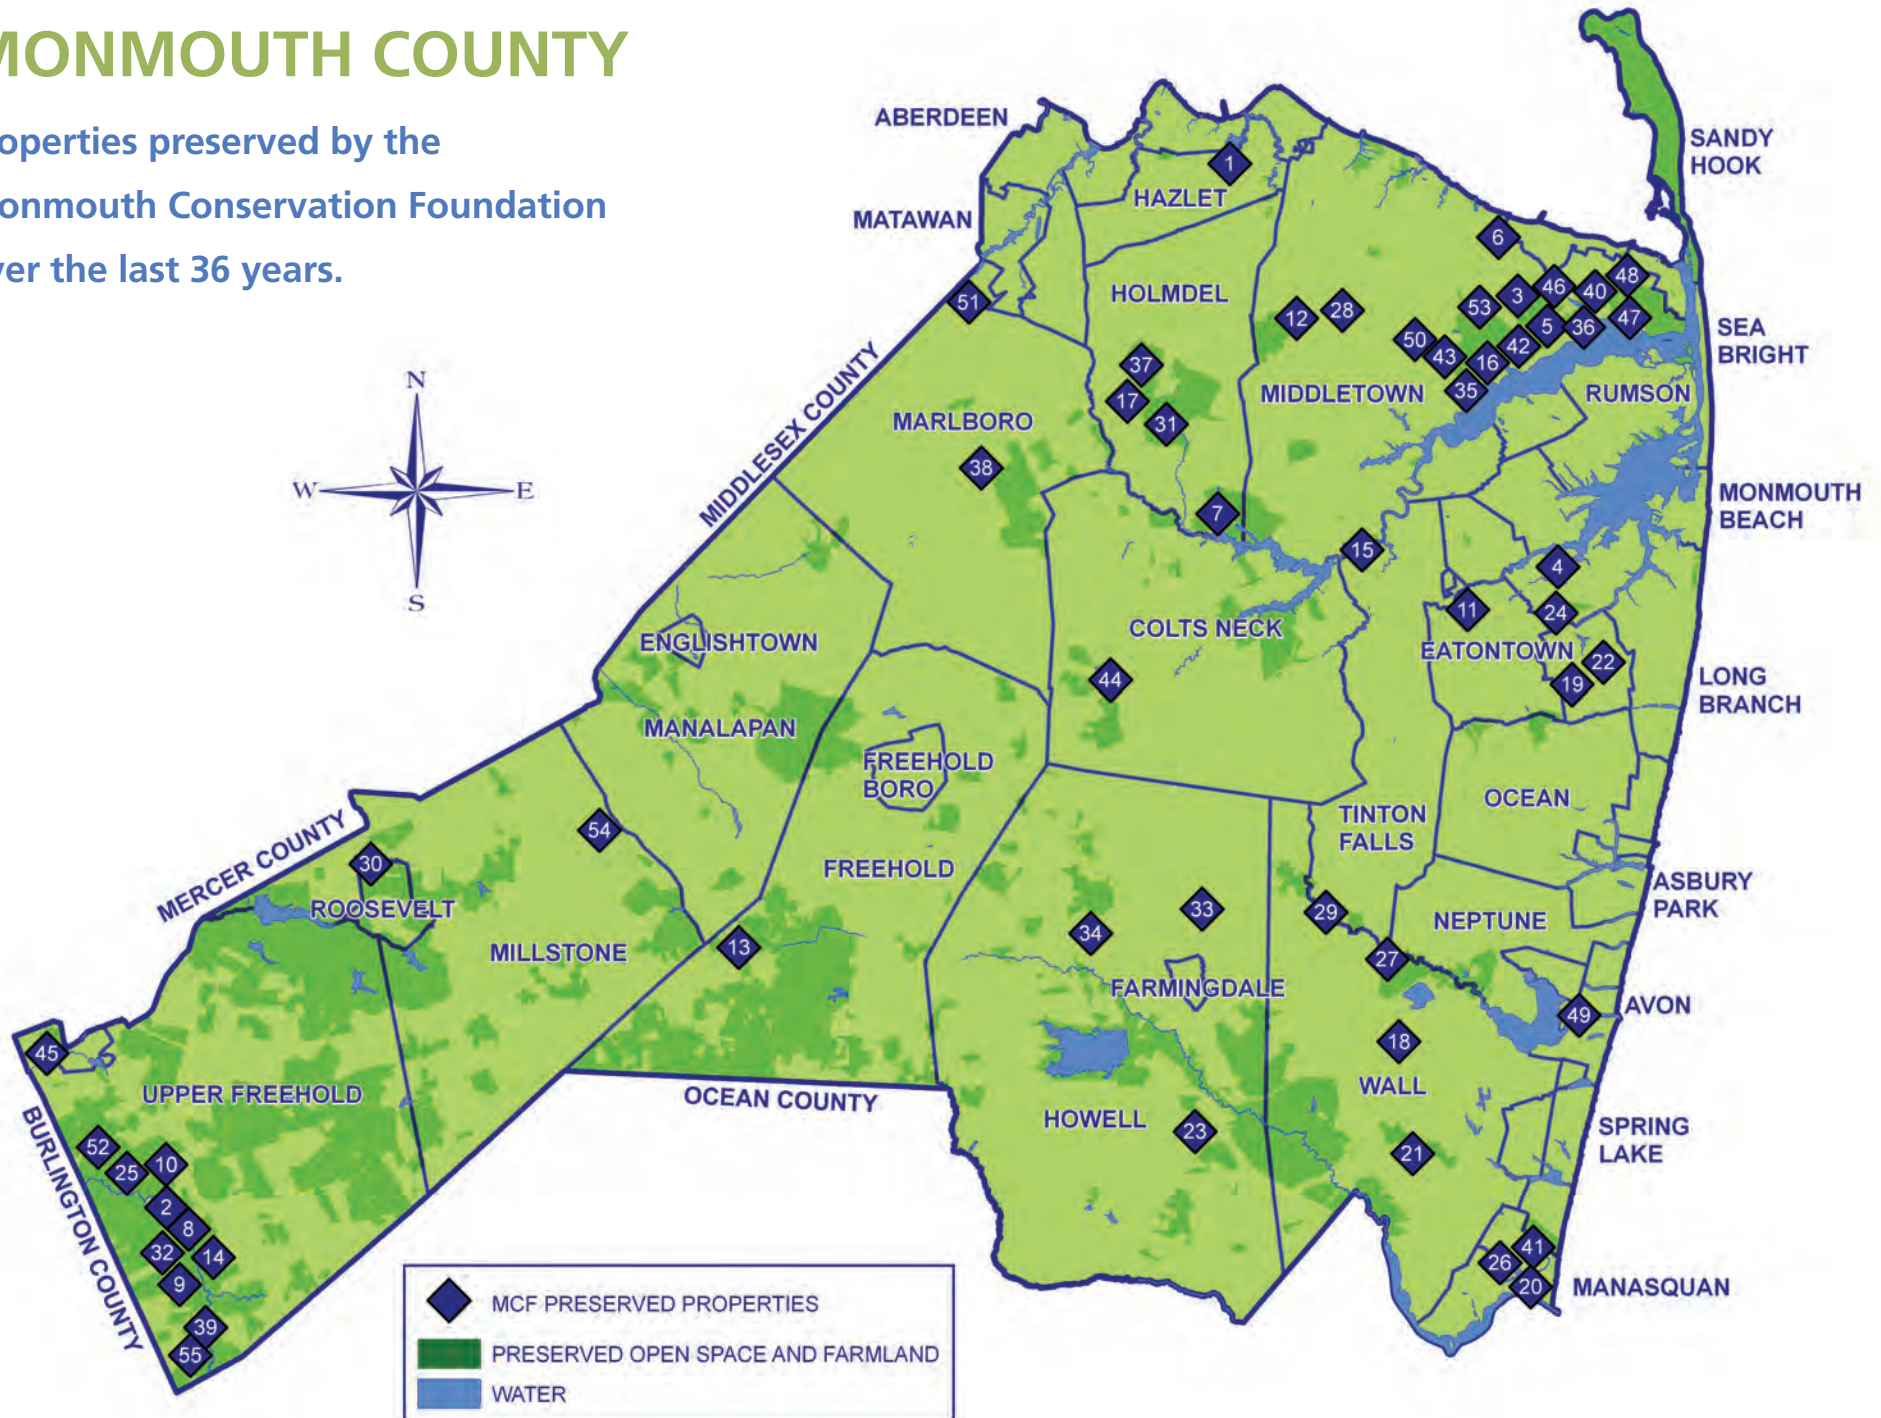 MONMOUTH COUNTY
operties preserved by the
onmouth Conservation Foundation
ver the last 36 years.
ABERDEEN
SANDY
HOOK
1
HAZLET
MATAWAN
6
48
46
40
3
53
51
HOLMDEL
12
28
47
5
36
SEA
BRIGHT
50
42
43
16
37
35
MIDDLETOWN
RUMSON
17
31
MARLBORO
MIDDLESEX COUNTY
38
N
W
E
S
MONMOUTH
BEACH
7
15
4
11
24
COLTS NECK
ENGLISHTOWN
EATONTOWN
22
19
44
LONG
BRANCH
MANALAPAN
FREEHOLD
BORO
OCEAN
TINTON
FALLS
54
MERCER COUNTY
30
FREEHOLD
ASBURY
PARK
ROOSEVELT
33
29
NEPTUNE
34
13
MILLSTONE
27
FARMINGDALE
AVON
49
18
45
WALL
UPPER FREEHOLD
OCEAN COUNTY
HOWELL
23
SPRING
LAKE
21
BURLINGTON COUNTY
52
25
10
2
8
32
14
9
39
55
41
26
20
MANASQUAN
MCF PRESERVED PROPERTIES
PRESERVED OPEN SPACE AND FARMLAND
WATER